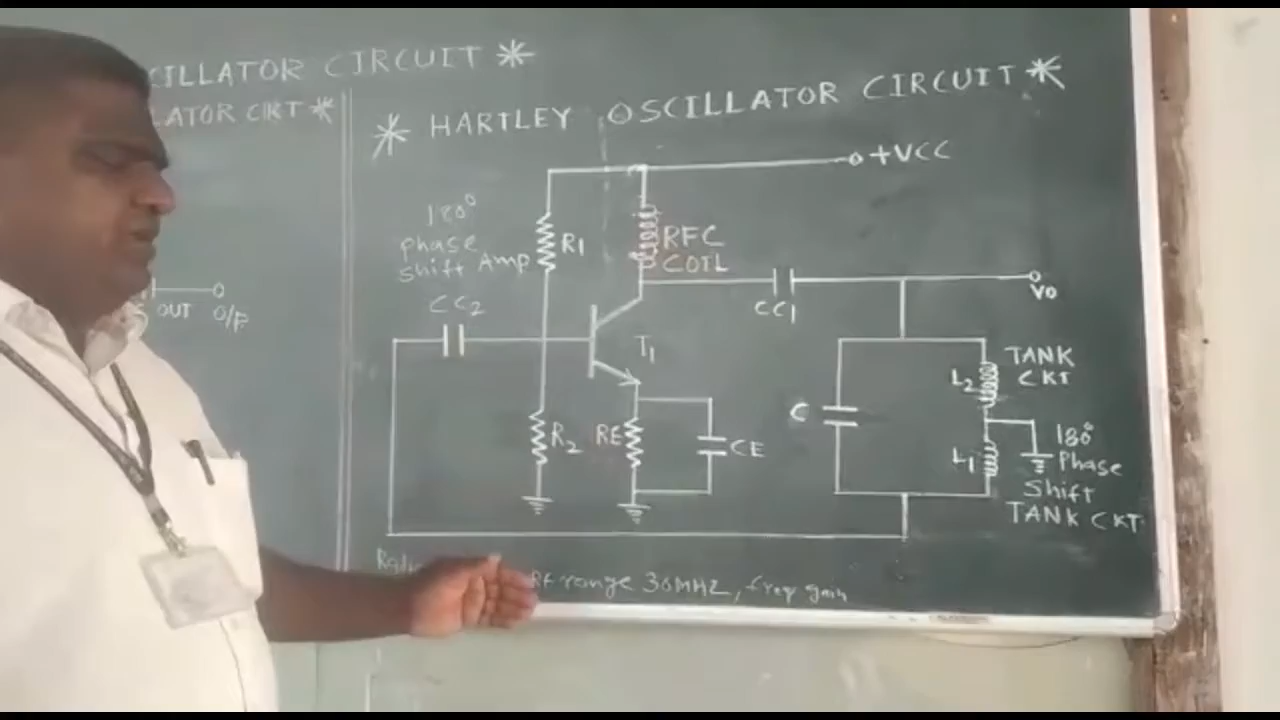 CILLATOR CIRCUIT *
LATOR CKT *
OUT O/P
* HARTLEY OSCILLATOR CIRCUIT *
+VCC
180°
phase
shift Amp
R1
RFC
COIL
CC2
CC1
VO
T1
TANK
CKT
L2
C
R2
RE
CE
L1
180°
Phase
Shift
TANK CKT
RF range 30MHZ, freq gain